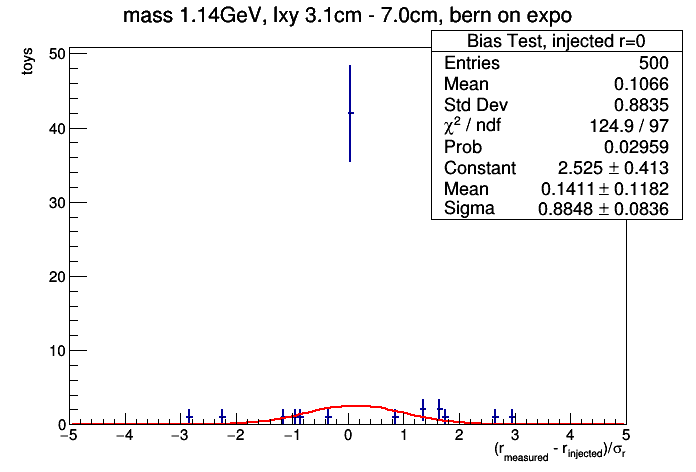 mass 1.14GeV, lxy 3.1cm - 7.0cm, bern on expo
Bias Test, injected r=0
Entries 500
Mean 0.1066
Std Dev 0.8835
χ² / ndf 124.9 / 97
Prob 0.02959
Constant 2.525 ± 0.413
Mean 0.1411 ± 0.1182
Sigma 0.8848 ± 0.0836
toys
50
40
30
20
10
0
−5 −4 −3 −2 −1 0 1 2 3 4 5
(r_measured - r_injected)/σ_r